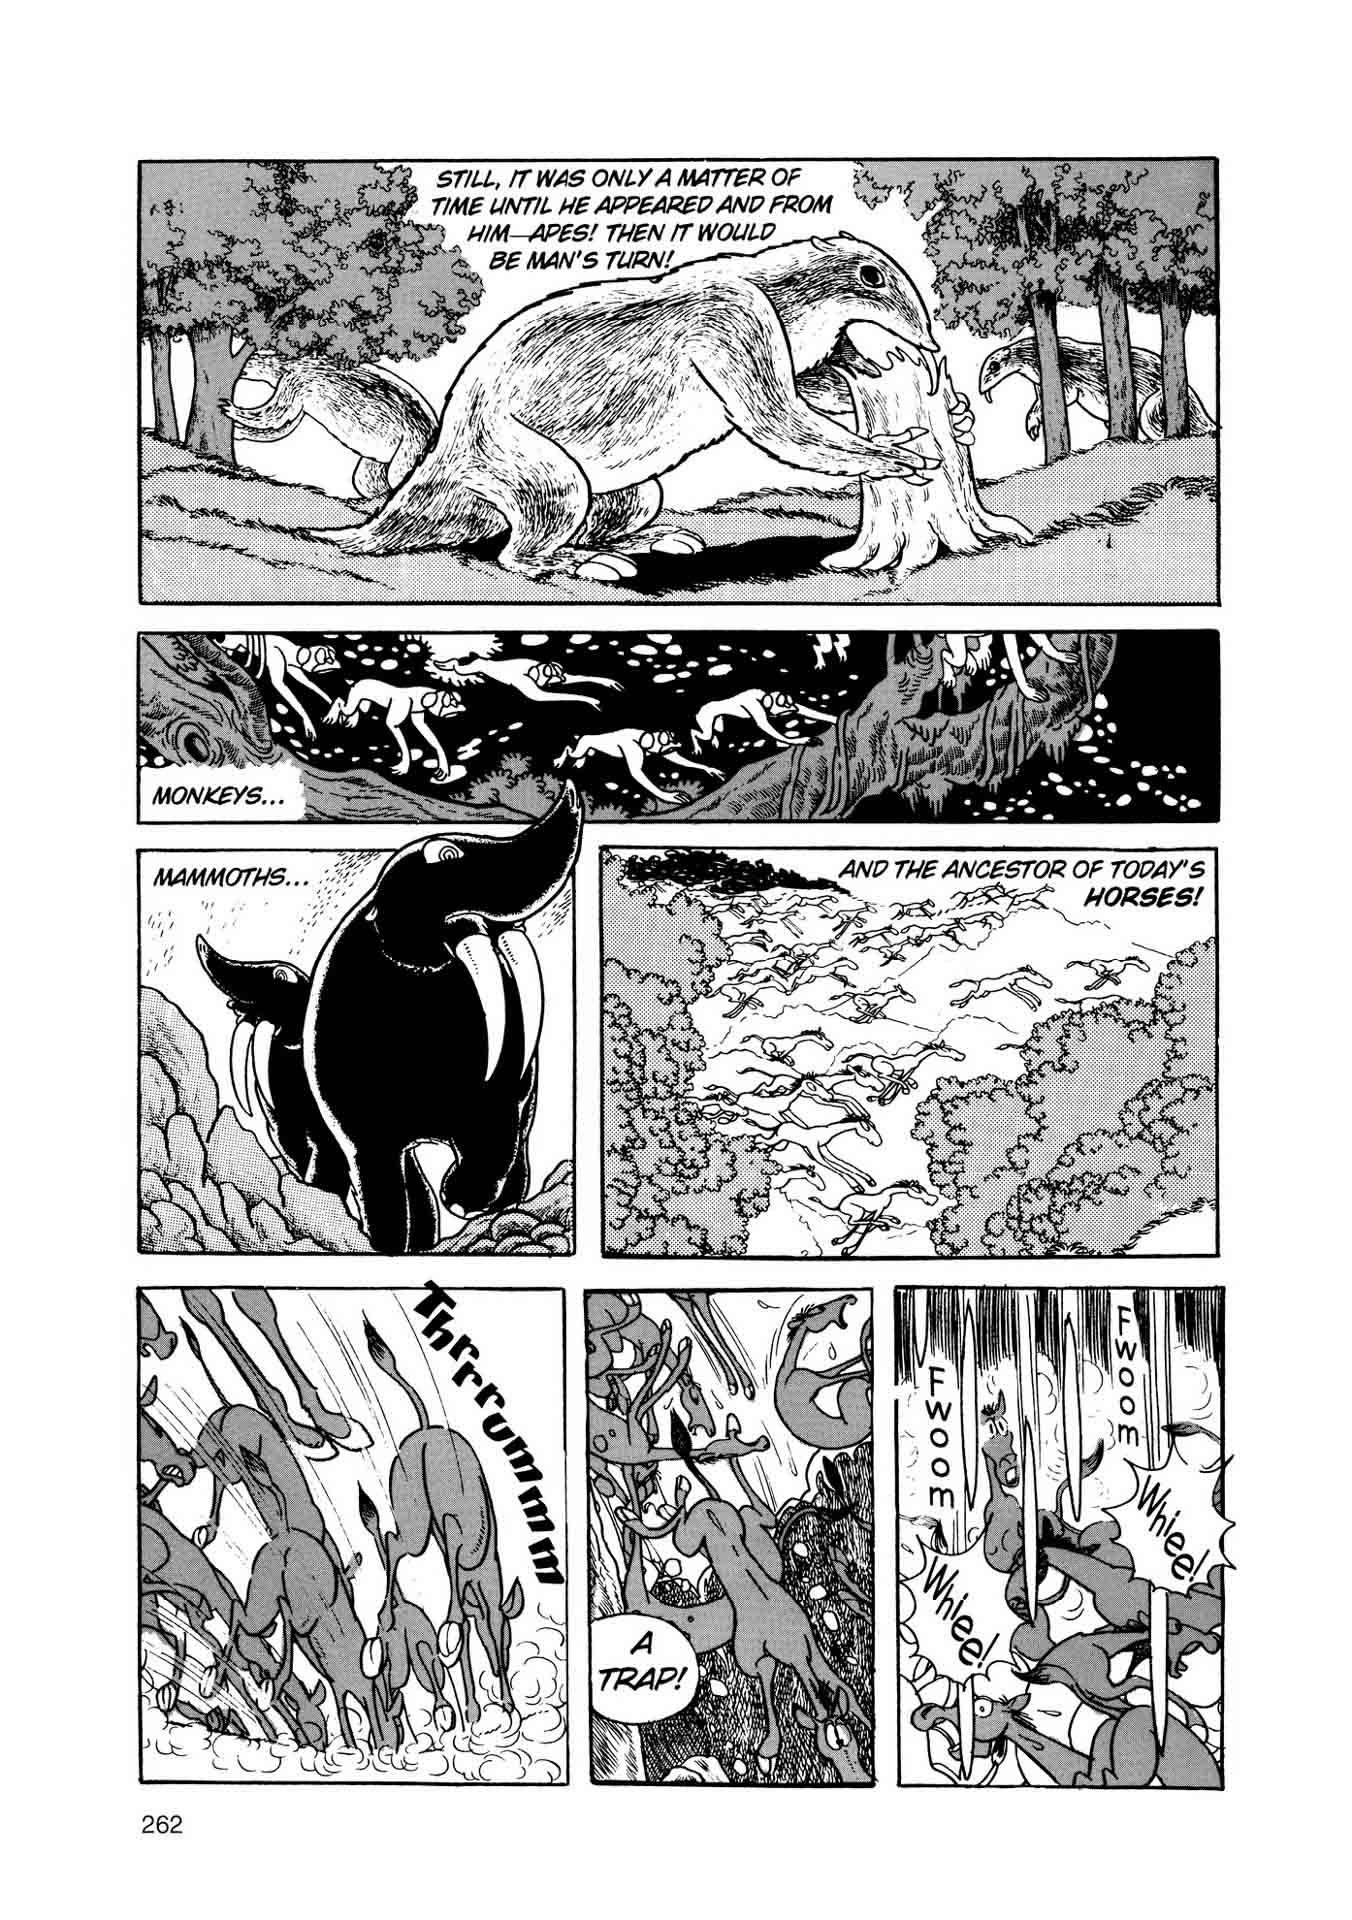 STILL, IT WAS ONLY A MATTER OF
TIME UNTIL HE APPEARED AND FROM
HIM—APES! THEN IT WOULD
BE MAN'S TURN!
MONKEYS...
MAMMOTHS...
AND THE ANCESTOR OF TODAY'S
HORSES!
Thrrrummm
A
TRAP!
Fwoom
Fwoom
Whiee!
Whiee!
262